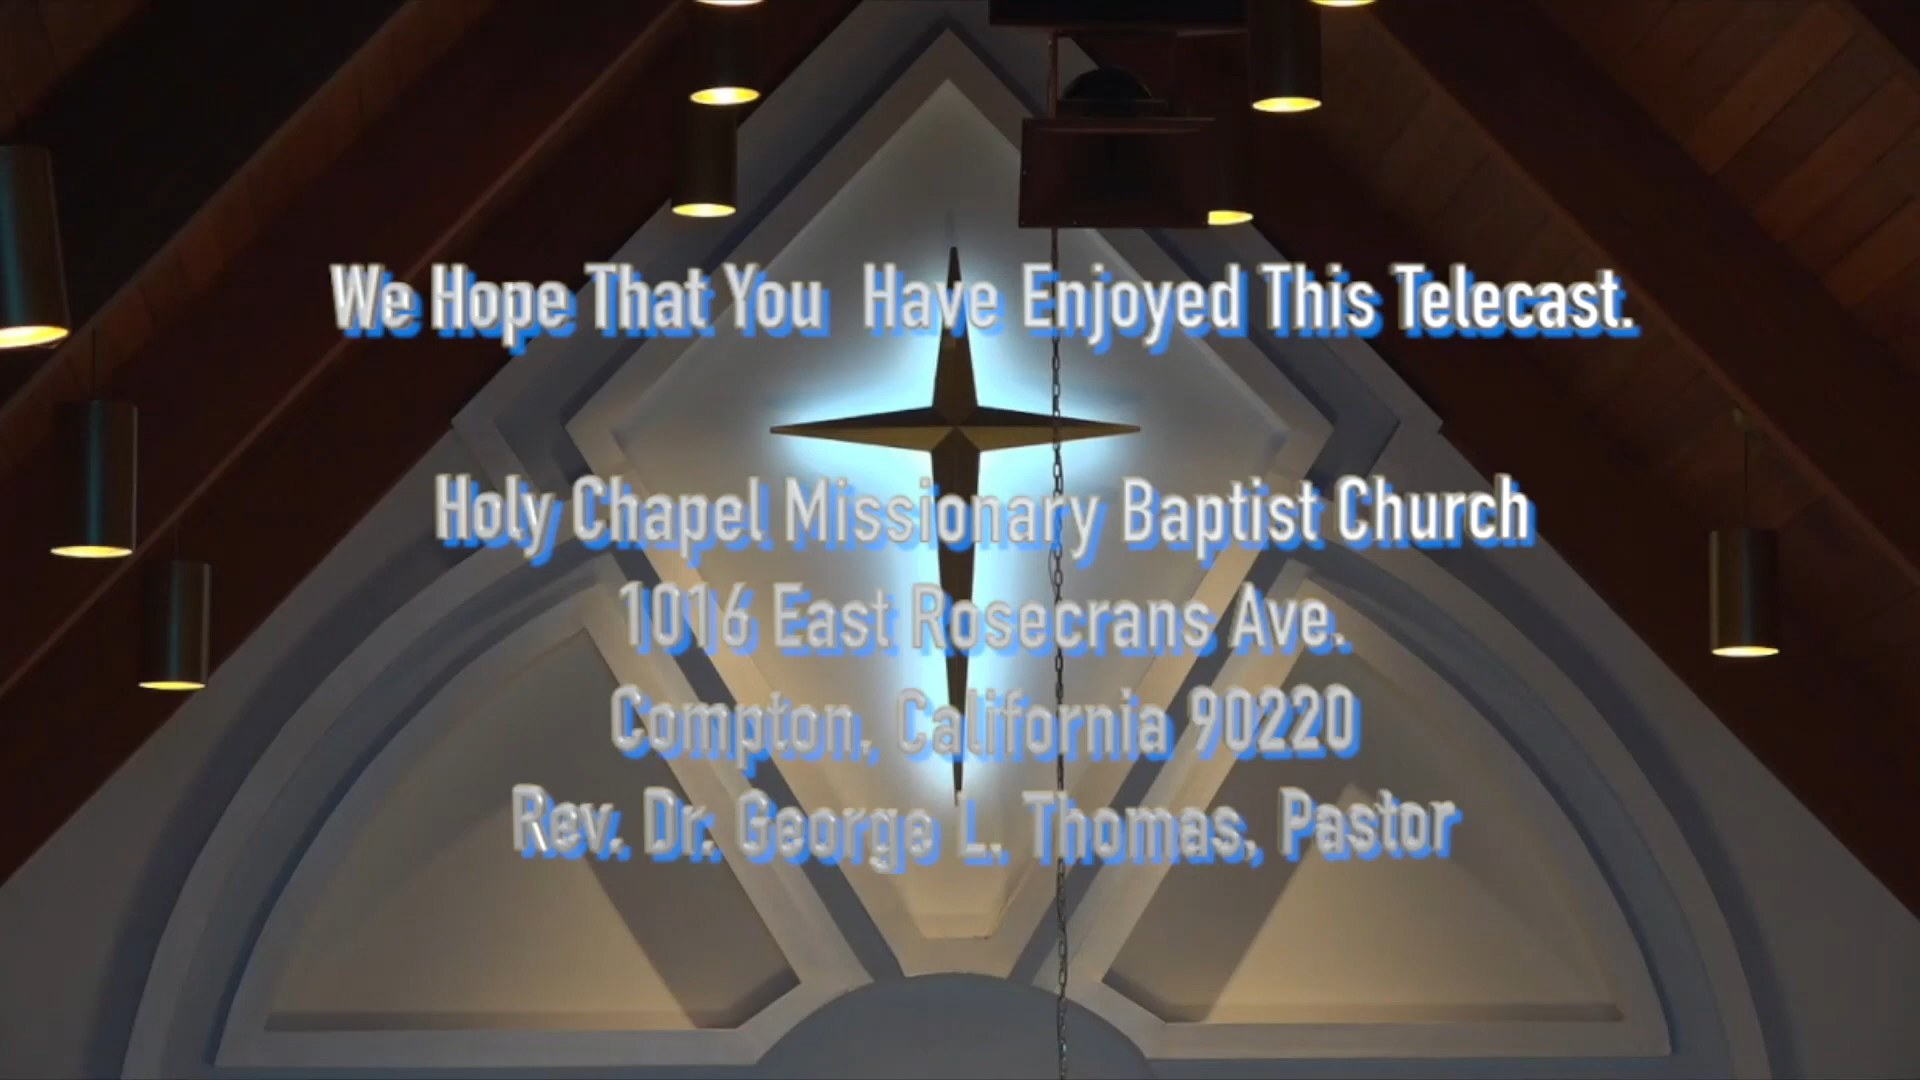 We Hope That You  Have Enjoyed This Telecast.
Holy Chapel Missionary Baptist Church
1016 East Rosecrans Ave.
Compton, California 90220
Rev. Dr. George L. Thomas, Pastor